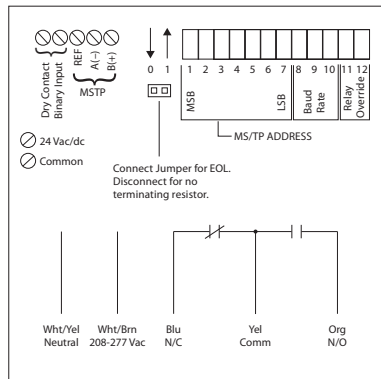 Dry Contact
Binary Input
REF
A(−)
B(+)
MSTP
24 Vac/dc
Common
0 1
1 2 3 4 5 6 7 8 9 10 11 12
MSB
LSB
Baud
Rate
Relay
Override
MS/TP ADDRESS
Connect Jumper for EOL.
Disconnect for no
terminating resistor.
Wht/Yel Wht/Brn Blu Yel Org
Neutral 208-277 Vac N/C Comm N/O